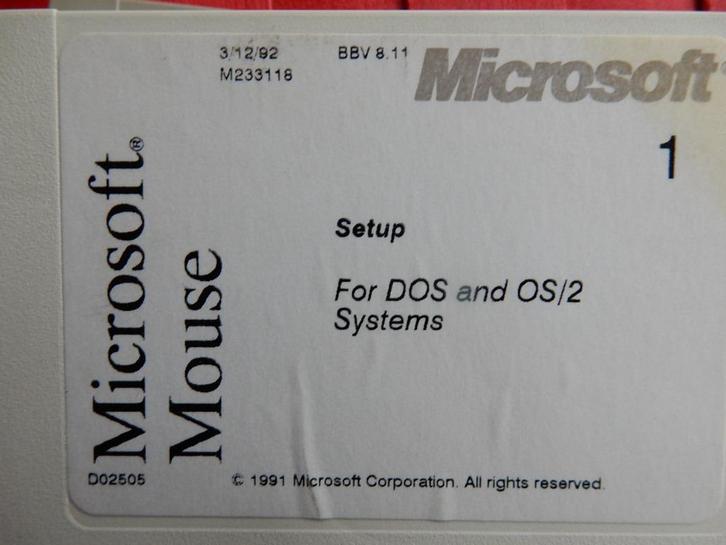 3/12/92 BBV 8.11
M233118
Microsoft®
1
Microsoft®
Mouse
Setup
For DOS and OS/2
Systems
D02505
© 1991 Microsoft Corporation. All rights reserved.